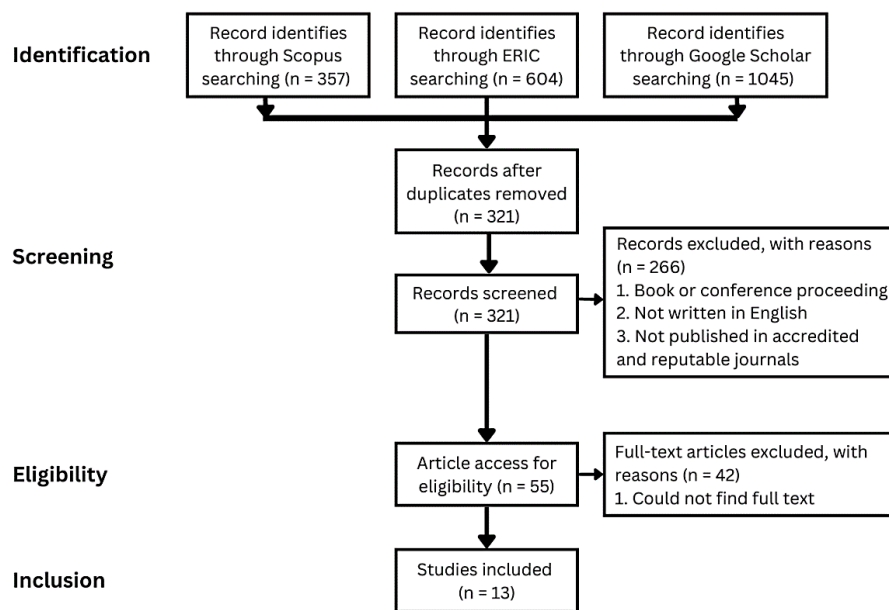 Identification
Record identifies
through Scopus
searching (n = 357)
Record identifies
through ERIC
searching (n = 604)
Record identifies
through Google Scholar
searching (n = 1045)
Records after
duplicates removed
(n = 321)
Screening
Records screened
(n = 321)
Records excluded, with reasons
(n = 266)
1. Book or conference proceeding
2. Not written in English
3. Not published in accredited
and reputable journals
Eligibility
Article access for
eligibility (n = 55)
Full-text articles excluded, with
reasons (n = 42)
1. Could not find full text
Inclusion
Studies included
(n = 13)